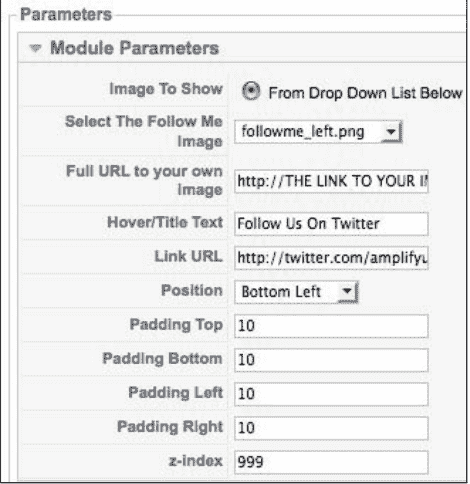 Parameters
Module Parameters
Image To Show From Drop Down List Below
Select The Follow Me
Image followme_left.png
Full URL to your own
image http://THE LINK TO YOUR
Hover/Title Text Follow Us On Twitter
Link URL http://twitter.com/amplify
Position Bottom Left
Padding Top 10
Padding Bottom 10
Padding Left 10
Padding Right 10
z-index 999